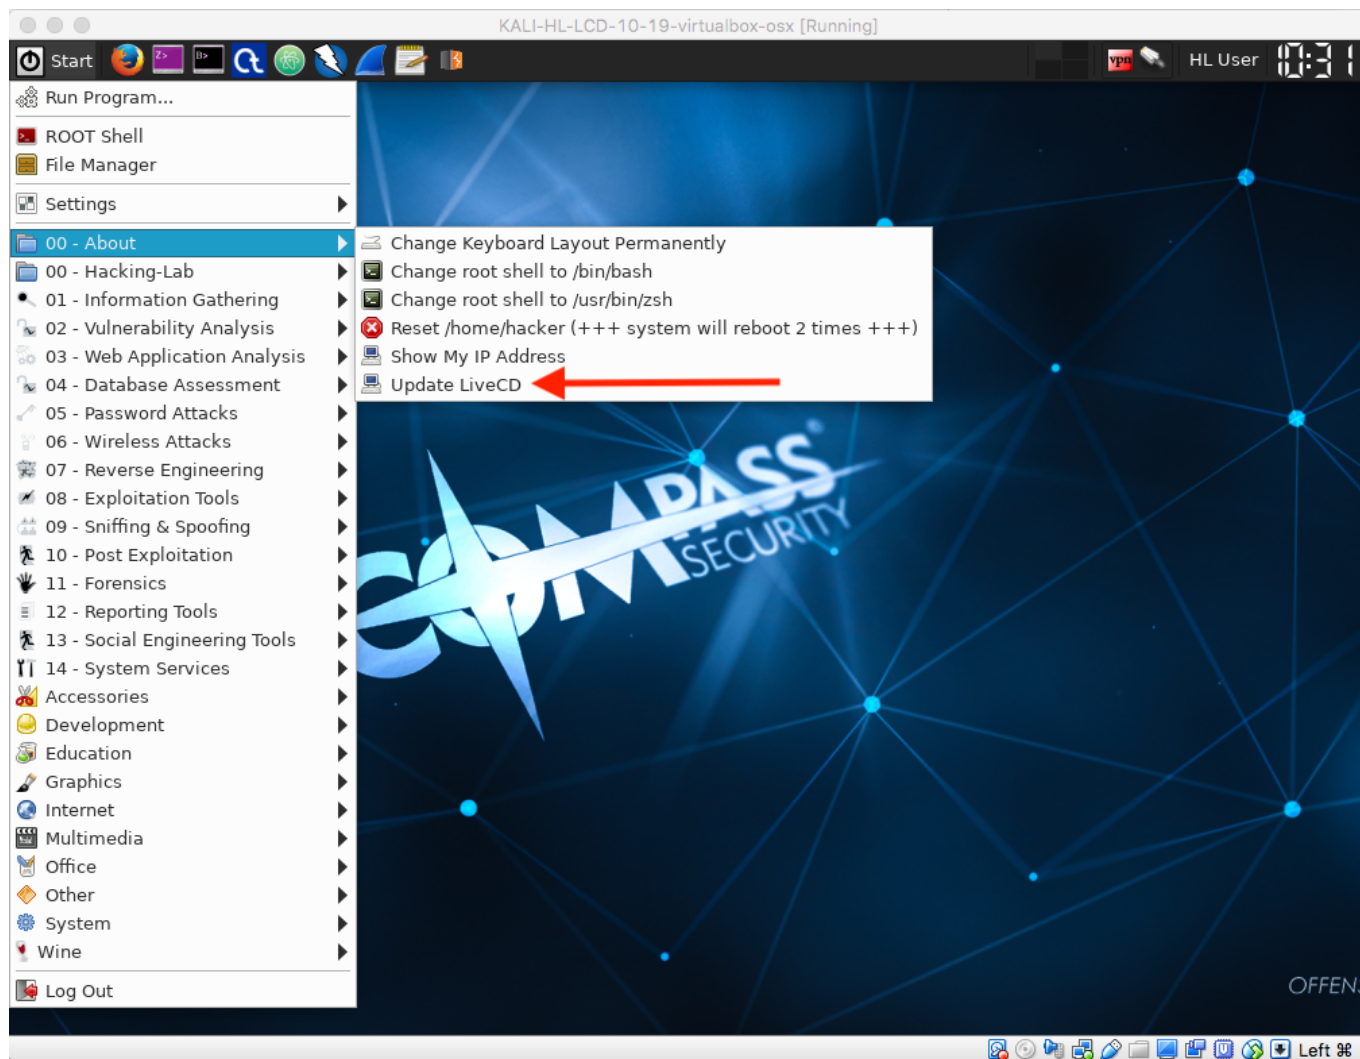 KALI-HL-LCD-10-19-virtualbox-osx [Running]
Start
Z>
B>
vpn
HL User
10:31
Run Program...
ROOT Shell
File Manager
Settings
00 - About
00 - Hacking-Lab
01 - Information Gathering
02 - Vulnerability Analysis
03 - Web Application Analysis
04 - Database Assessment
05 - Password Attacks
06 - Wireless Attacks
07 - Reverse Engineering
08 - Exploitation Tools
09 - Sniffing & Spoofing
10 - Post Exploitation
11 - Forensics
12 - Reporting Tools
13 - Social Engineering Tools
14 - System Services
Accessories
Development
Education
Graphics
Internet
Multimedia
Office
Other
System
Wine
Log Out
Change Keyboard Layout Permanently
Change root shell to /bin/bash
Change root shell to /usr/bin/zsh
Reset /home/hacker (+++ system will reboot 2 times +++)
Show My IP Address
Update LiveCD
COMPASS®
SECURITY
OFFENS
Left ⌘